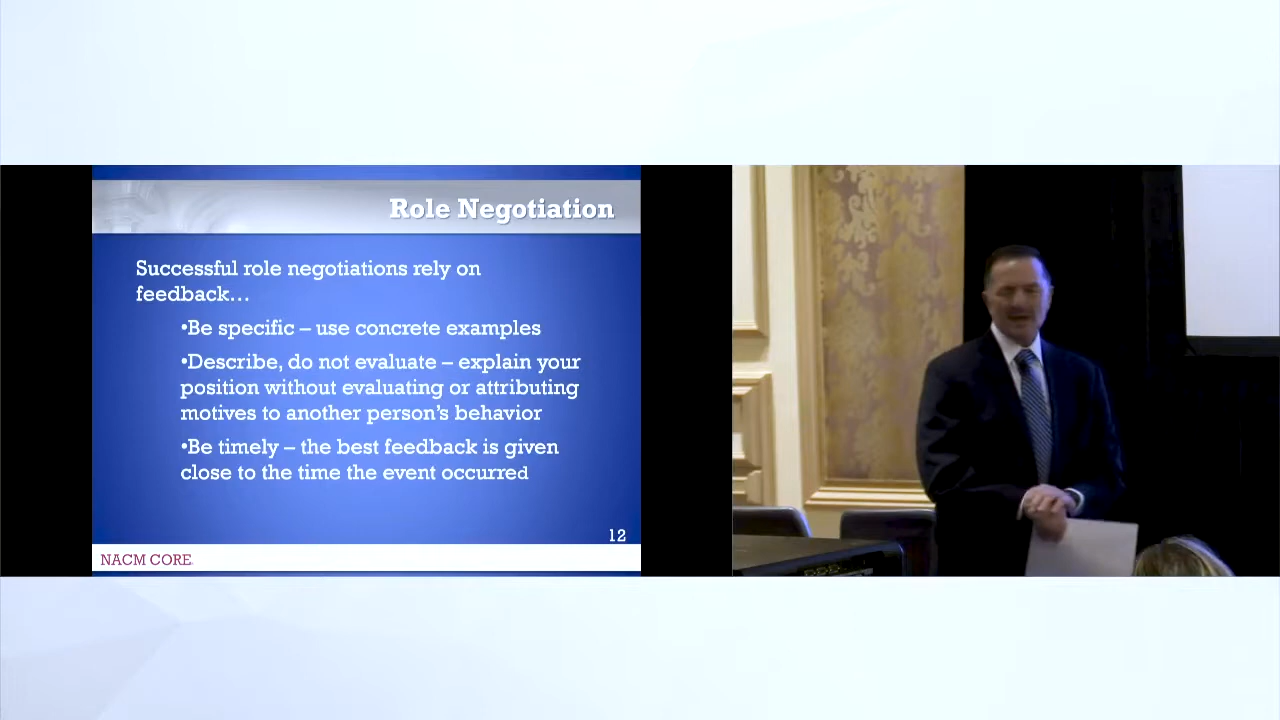 Role Negotiation
Successful role negotiations rely on
feedback…
•Be specific – use concrete examples
•Describe, do not evaluate – explain your
position without evaluating or attributing
motives to another person's behavior
•Be timely – the best feedback is given
close to the time the event occurred
12
NACM CORE